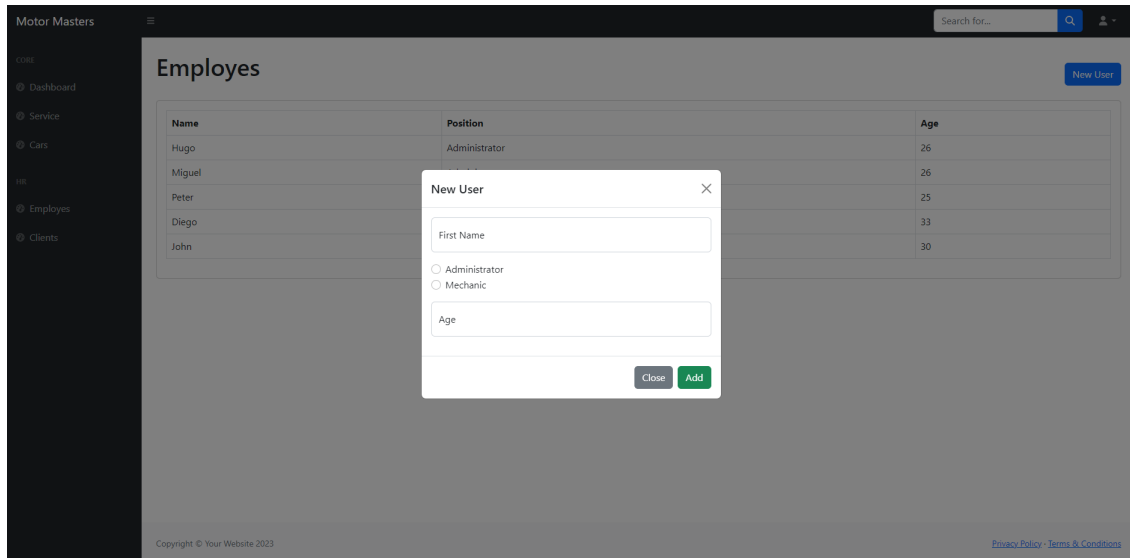 Motor Masters
Search for...
CORE
Dashboard
Service
Cars
HR
Employes
Clients
Employes
New User
Name Position Age
Hugo Administrator 26
Miguel 26
Peter 25
Diego 33
John 30
New User
First Name
Administrator
Mechanic
Age
Close Add
Copyright © Your Website 2023
Privacy Policy · Terms & Conditions